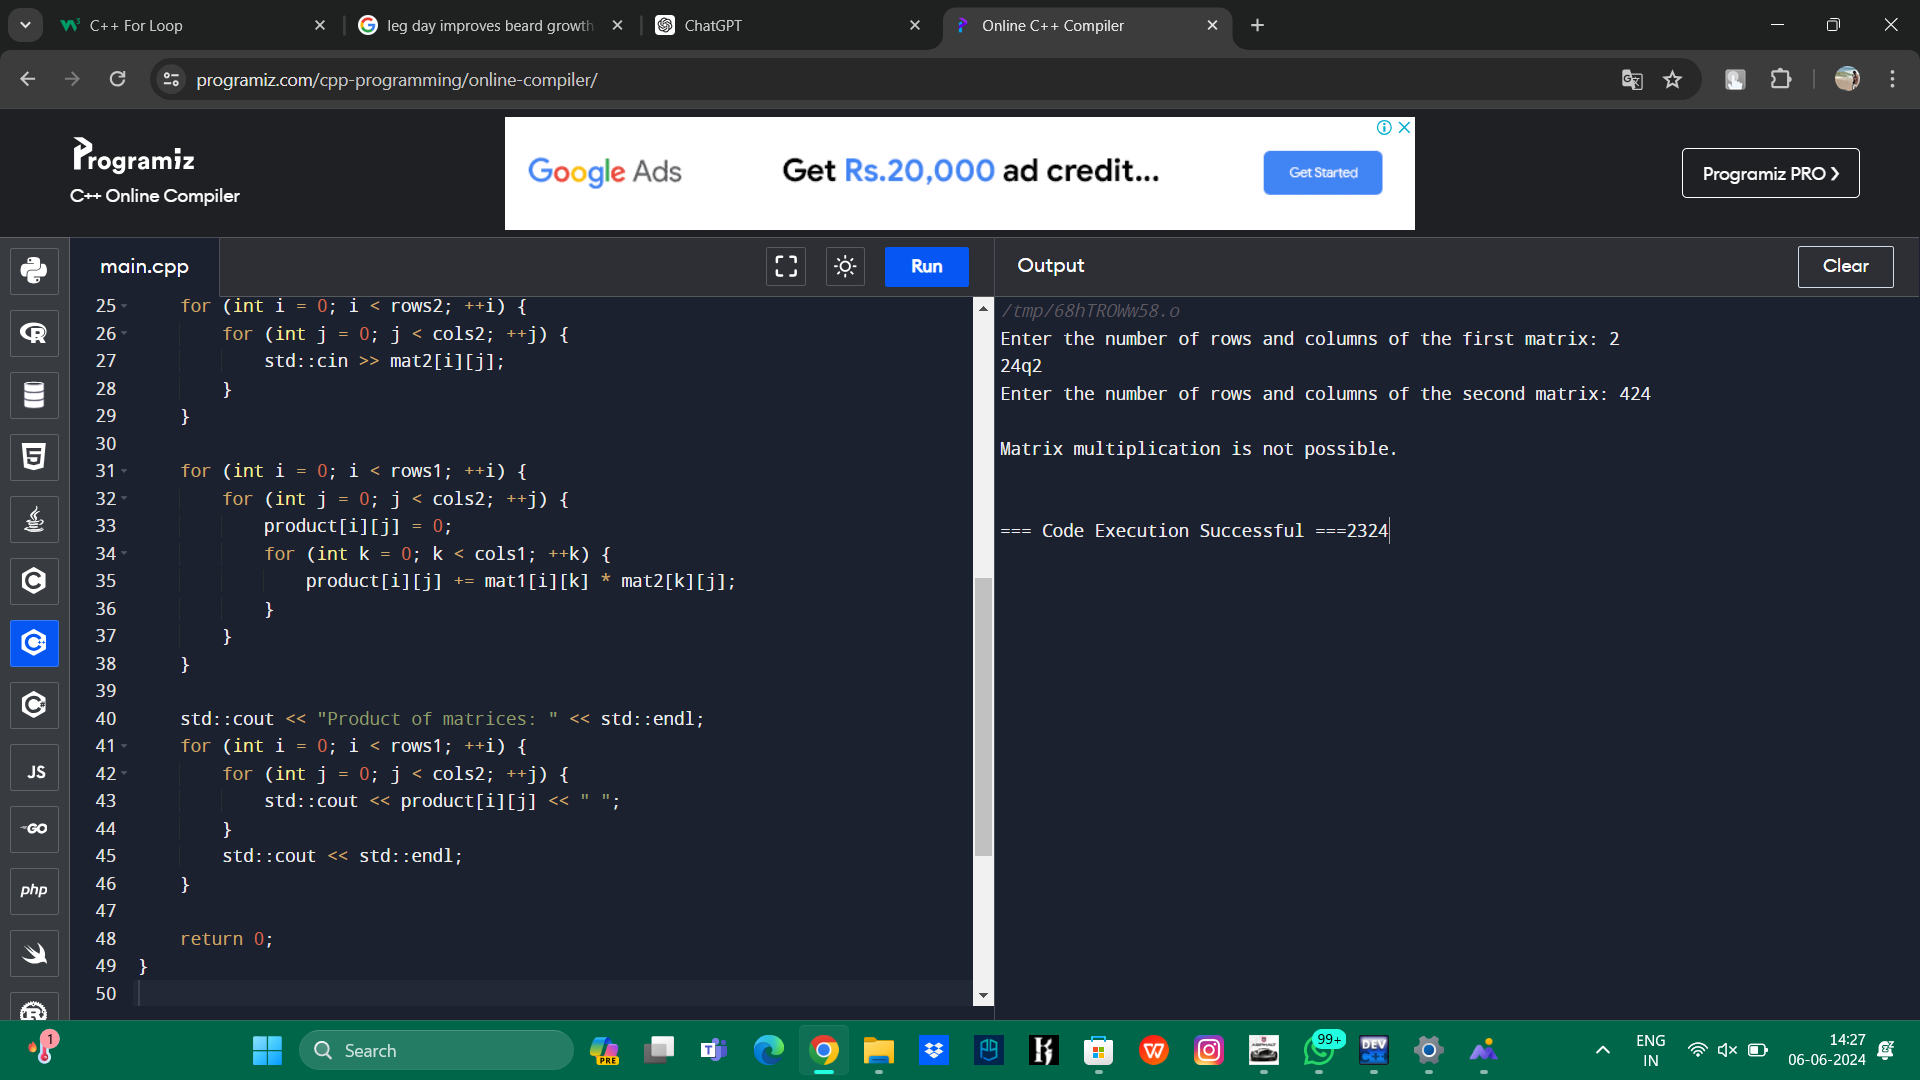 C++ For Loop
leg day improves beard growth
ChatGPT
Online C++ Compiler
programiz.com/cpp-programming/online-compiler/
Programiz
C++ Online Compiler
Google Ads
Get Rs.20,000 ad credit...
Get Started
Programiz PRO
main.cpp
Run
Output
Clear
25 for (int i = 0; i < rows2; ++i) {
26 for (int j = 0; j < cols2; ++j) {
27 std::cin >> mat2[i][j];
28 }
29 }
30
31 for (int i = 0; i < rows1; ++i) {
32 for (int j = 0; j < cols2; ++j) {
33 product[i][j] = 0;
34 for (int k = 0; k < cols1; ++k) {
35 product[i][j] += mat1[i][k] * mat2[k][j];
36 }
37 }
38 }
39
40 std::cout << "Product of matrices: " << std::endl;
41 for (int i = 0; i < rows1; ++i) {
42 for (int j = 0; j < cols2; ++j) {
43 std::cout << product[i][j] << " ";
44 }
45 std::cout << std::endl;
46 }
47
48 return 0;
49 }
50
/tmp/68hTROWw58.o
Enter the number of rows and columns of the first matrix: 2
24q2
Enter the number of rows and columns of the second matrix: 424
Matrix multiplication is not possible.
=== Code Execution Successful ===2324
JS
GO
php
1
Search
PRE
99+
DEV
ENG
IN
14:27
06-06-2024